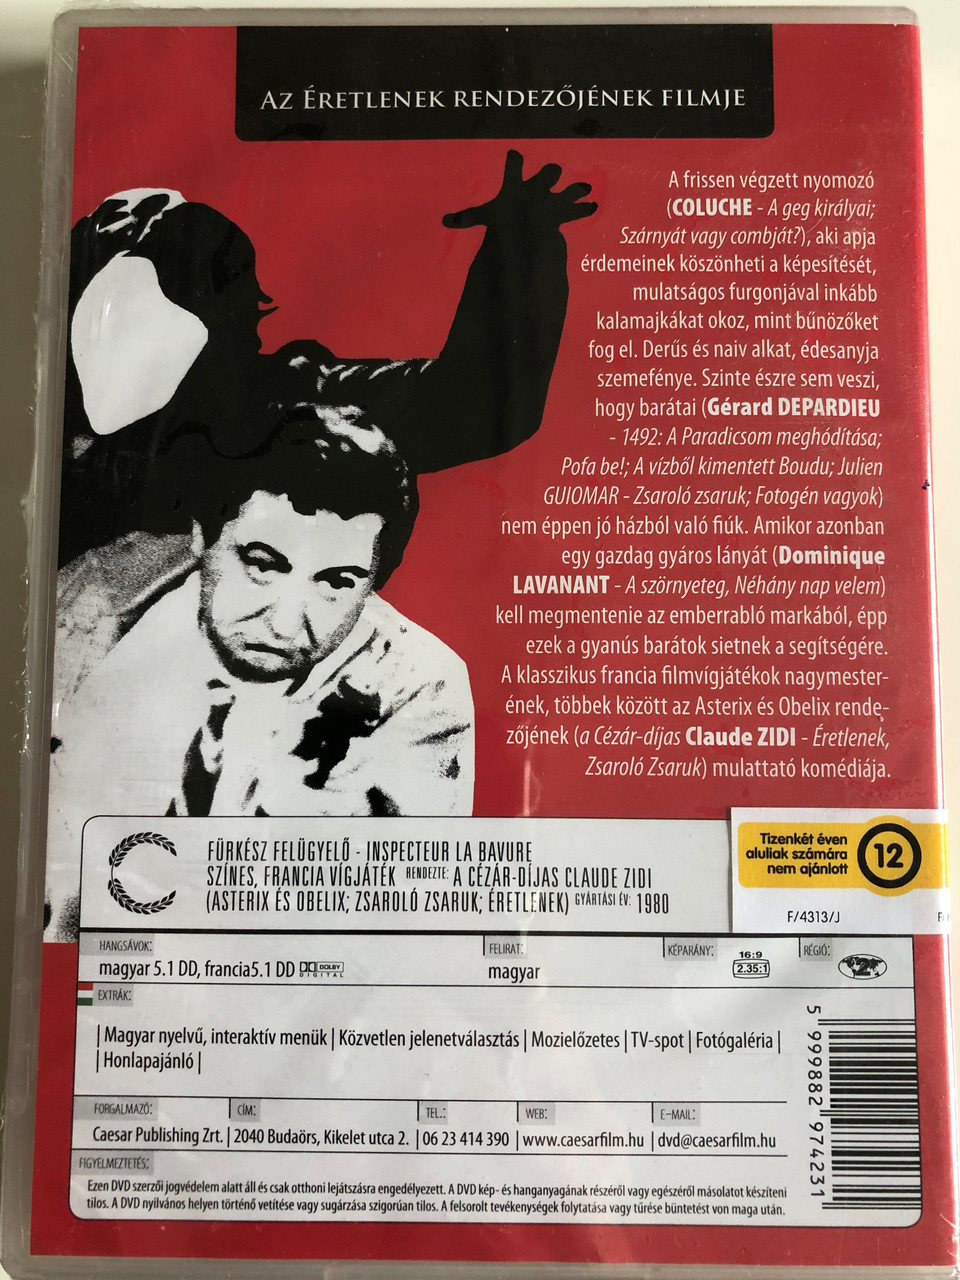 Az Éretlenek rendezőjének filmje
A frissen végzett nyomozó
(COLUCHE - A geg királyai;
Szárnyát vagy combját?), aki apja
érdemeinek köszönheti a képesítését,
mulatságos furgonjával inkább
kalamajkákat okoz, mint bűnözőket
fog el. Derűs és naiv alkat, édesanyja
szemefénye. Szinte észre sem veszi,
hogy barátai (Gérard DEPARDIEU
- 1492: A Paradicsom meghódítása;
Pofa be!; A vízből kimentett Boudu; Julien
GUIOMAR - Zsaroló zsaruk; Fotogén vagyok)
nem éppen jó házból való fiúk. Amikor azonban
egy gazdag gyáros lányát (Dominique
LAVANANT - A szörnyeteg, Néhány nap velem)
kell megmentenie az emberrabló markából, épp
ezek a gyanús barátok sietnek a segítségére.
A klasszikus francia filmvígjátékok nagymester-
ének, többek között az Asterix és Obelix rende-
zőjének (a Cézár-díjas Claude ZIDI - Éretlenek,
Zsaroló Zsaruk) mulattató komédiája.
FÜRKÉSZ FELÜGYELŐ - INSPECTEUR LA BAVURE
SZÍNES, FRANCIA VÍGJÁTÉK RENDEZTE: A CÉZÁR-DÍJAS CLAUDE ZIDI
(ASTERIX ÉS OBELIX; ZSAROLÓ ZSARUK; ÉRETLENEK) GYÁRTÁSI ÉV: 1980
Tizenkét éven
aluliak számára
nem ajánlott
12
F/4313/J
HANGSÁVOK:
magyar 5.1 DD, francia5.1 DD DOLBY DIGITAL
FELIRAT:
magyar
KÉPARÁNY:
16:9
2.35:1
RÉGIÓ:
2
EXTRÁK:
| Magyar nyelvű, interaktív menük | Közvetlen jelenetválasztás | Mozielőzetes | TV-spot | Fotógaléria |
| Honlapajánló |
FORGALMAZÓ: CÍM: TEL.: WEB: E-MAIL:
Caesar Publishing Zrt. | 2040 Budaörs, Kikelet utca 2. | 06 23 414 390 | www.caesarfilm.hu | dvd@caesarfilm.hu
FIGYELMEZTETÉS:
Ezen DVD szerzői jogvédelem alatt áll és csak otthoni lejátszásra engedélyezett. A DVD kép- és hanganyagának részéről vagy egészéről másolatot készíteni
tilos. A DVD nyilvános helyen történő vetítése vagy sugárzása szigorúan tilos. A felsorolt tevékenységek folytatása vagy tűrése büntetést von maga után.
5 999882 974231